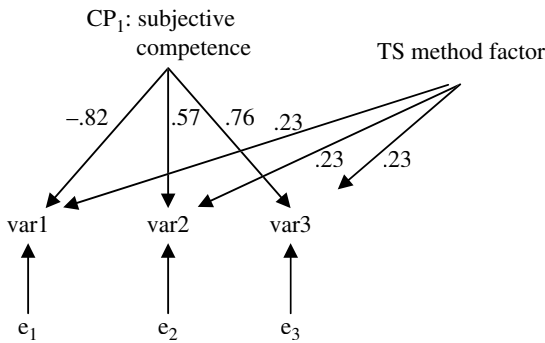 CP₁: subjective
competence
TS method factor
–.82
.57
.76
.23
.23
.23
var1
var2
var3
e₁
e₂
e₃